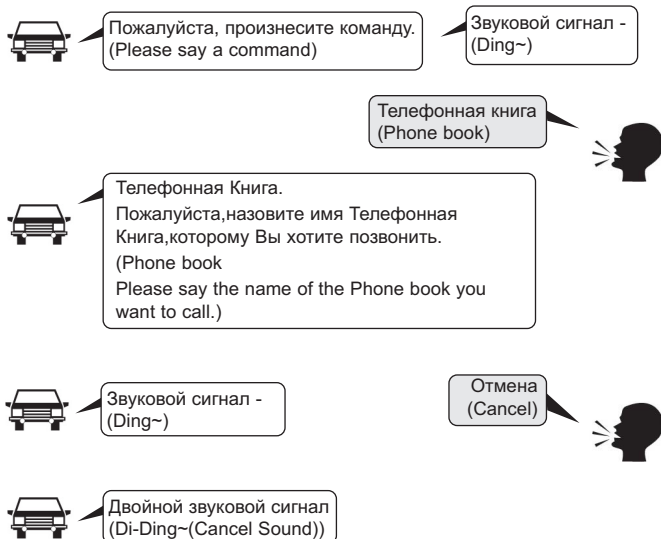 Пожалуйста, произнесите команду.
(Please say a command)
Звуковой сигнал -
(Ding~)
Телефонная книга
(Phone book)
Телефонная Книга.
Пожалуйста,назовите имя Телефонная
Книга,которому Вы хотите позвонить.
(Phone book
Please say the name of the Phone book you
want to call.)
Звуковой сигнал -
(Ding~)
Отмена
(Cancel)
Двойной звуковой сигнал
(Di-Ding~(Cancel Sound))